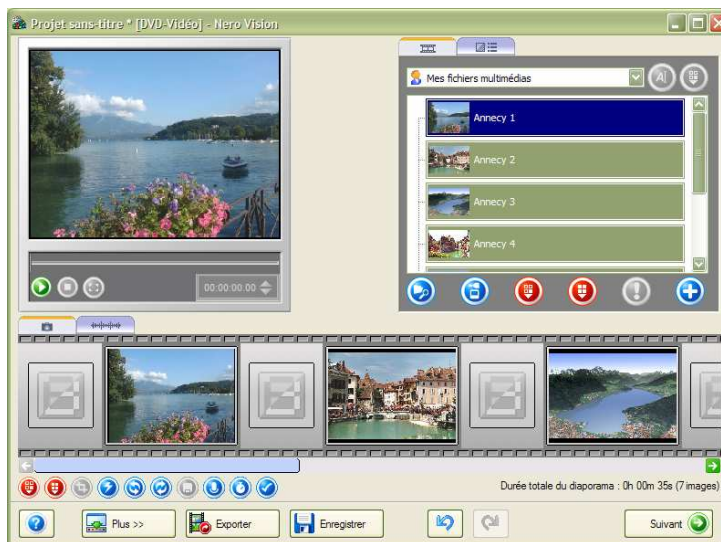 Projet sans-titre * [DVD-Vidéo] - Nero Vision
Mes fichiers multimédias
Annecy 1
Annecy 2
Annecy 3
Annecy 4
00:00:00.00
Durée totale du diaporama : 0h 00m 35s (7 images)
Plus >>
Exporter
Enregistrer
Suivant